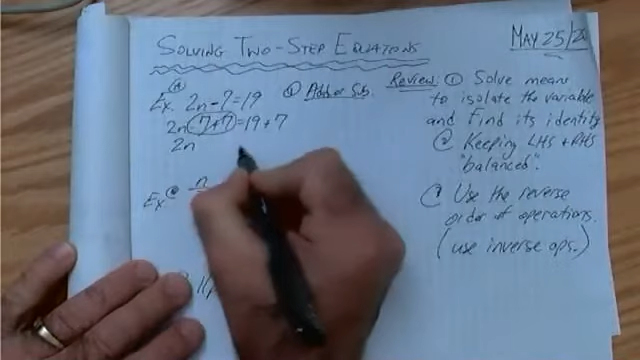 SOLVING TWO-STEP EQUATIONS
MAY 25/2
(A)
Ex. 2n - 7 = 19
2n - 7 + 7 = 19 + 7
2n
① Add or Sub.
Review: ① Solve means
to isolate the variable
and find its identity
② Keeping LHS + RHS
"balanced".
Use the reverse
order of operations.
(use inverse ops.)
Ex
n